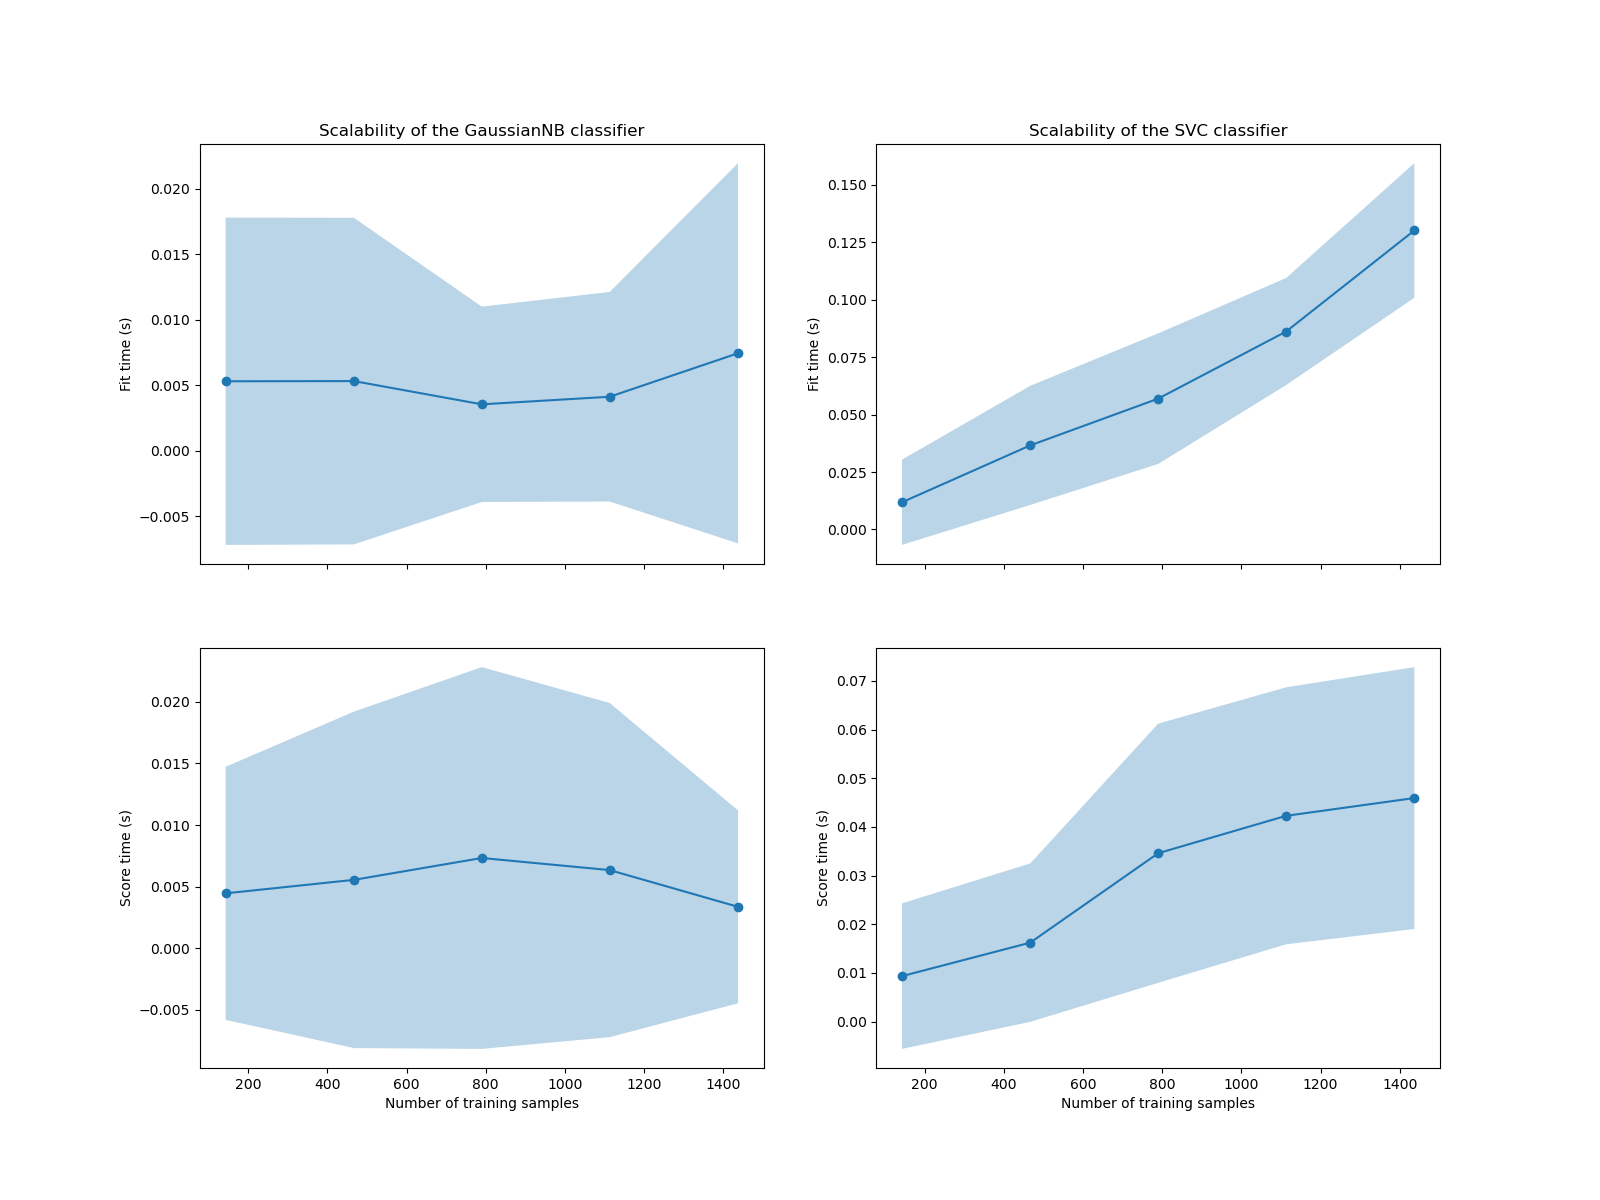 Scalability of the GaussianNB classifier
0.020
0.015
0.010
0.005
0.000
−0.005
Fit time (s)
Scalability of the SVC classifier
0.150
0.125
0.100
0.075
0.050
0.025
0.000
Fit time (s)
0.020
0.015
0.010
0.005
0.000
−0.005
Score time (s)
200 400 600 800 1000 1200 1400
Number of training samples
0.07
0.06
0.05
0.04
0.03
0.02
0.01
0.00
Score time (s)
200 400 600 800 1000 1200 1400
Number of training samples